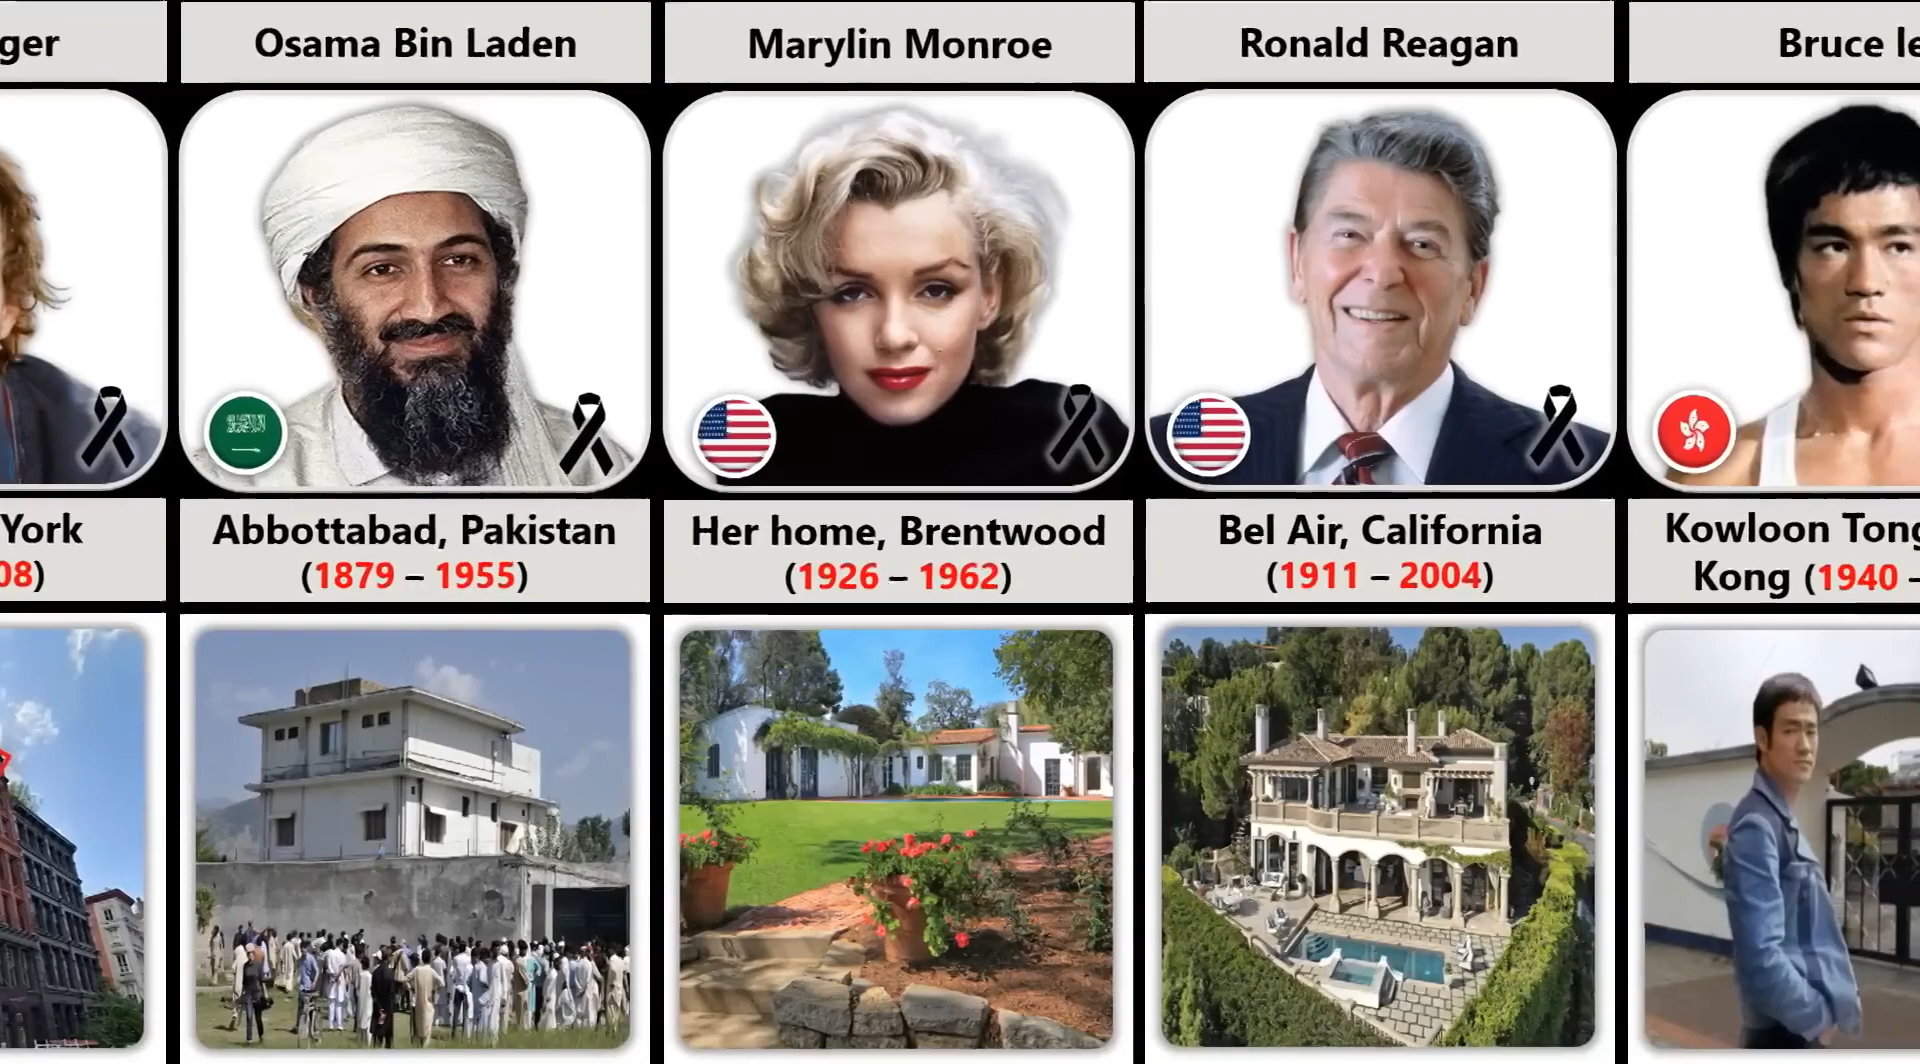 ger
Osama Bin Laden
Marylin Monroe
Ronald Reagan
Bruce le
York
08)
Abbottabad, Pakistan
(1879 – 1955)
Her home, Brentwood
(1926 – 1962)
Bel Air, California
(1911 – 2004)
Kowloon Tong
Kong (1940 –